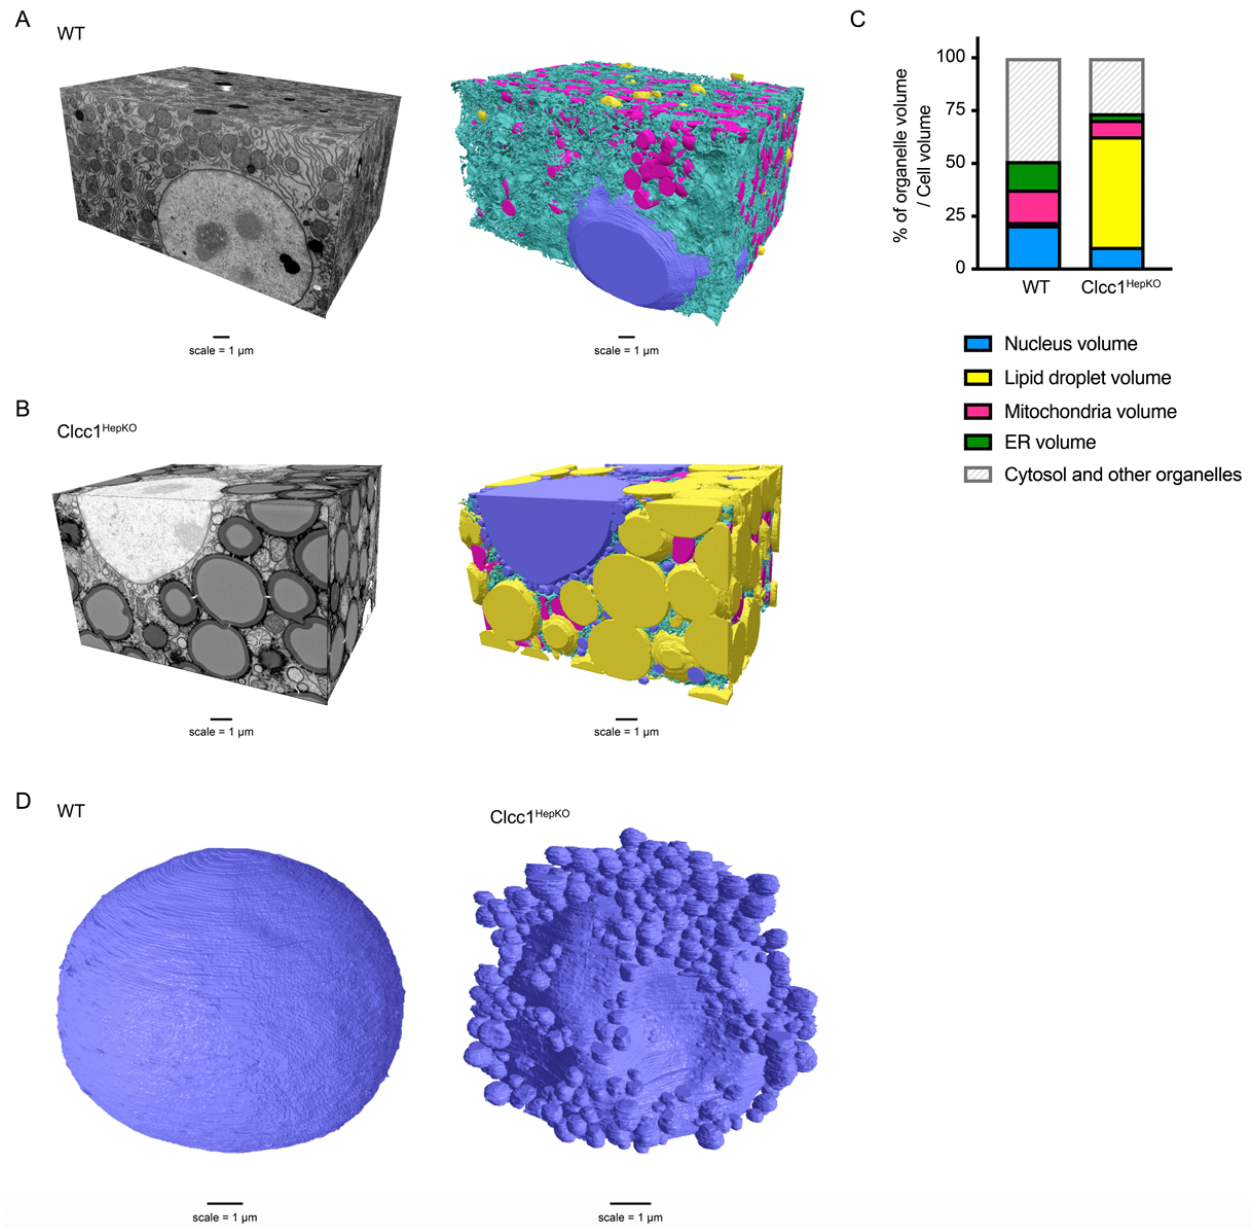 A
WT
scale = 1 µm
scale = 1 µm
B
Clcc1HepKO
scale = 1 µm
scale = 1 µm
C
% of organelle volume
/ Cell volume
100
75
50
25
0
WT
Clcc1HepKO
Nucleus volume
Lipid droplet volume
Mitochondria volume
ER volume
Cytosol and other organelles
D
WT
Clcc1HepKO
scale = 1 µm
scale = 1 µm